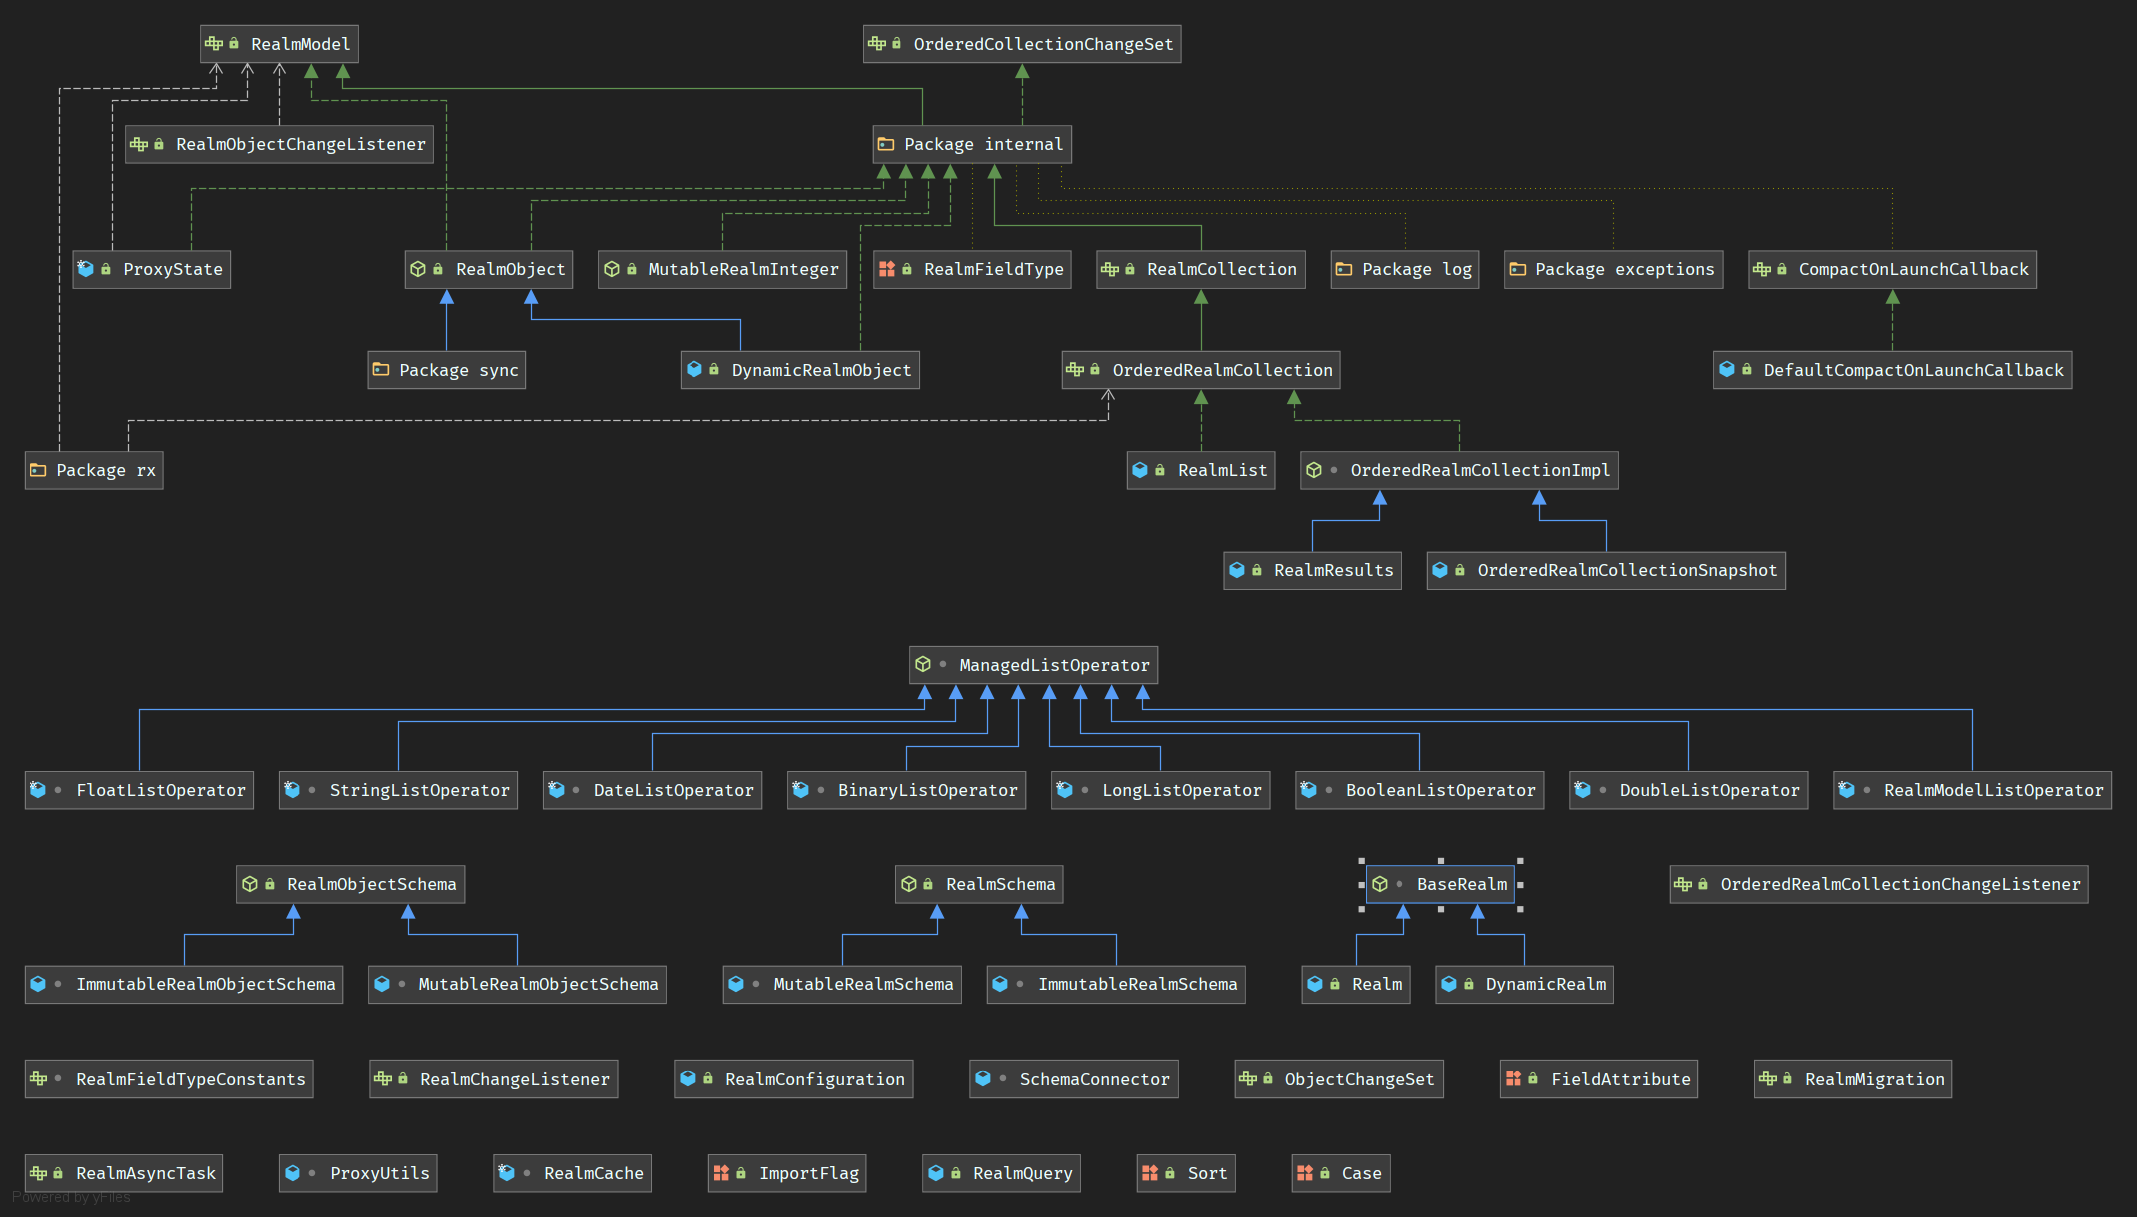 RealmModel
OrderedCollectionChangeSet
RealmObjectChangeListener
Package internal
ProxyState
RealmObject
MutableRealmInteger
RealmFieldType
RealmCollection
Package log
Package exceptions
CompactOnLaunchCallback
Package sync
DynamicRealmObject
OrderedRealmCollection
DefaultCompactOnLaunchCallback
Package rx
RealmList
OrderedRealmCollectionImpl
RealmResults
OrderedRealmCollectionSnapshot
ManagedListOperator
FloatListOperator
StringListOperator
DateListOperator
BinaryListOperator
LongListOperator
BooleanListOperator
DoubleListOperator
RealmModelListOperator
RealmObjectSchema
RealmSchema
BaseRealm
OrderedRealmCollectionChangeListener
ImmutableRealmObjectSchema
MutableRealmObjectSchema
MutableRealmSchema
ImmutableRealmSchema
Realm
DynamicRealm
RealmFieldTypeConstants
RealmChangeListener
RealmConfiguration
SchemaConnector
ObjectChangeSet
FieldAttribute
RealmMigration
RealmAsyncTask
ProxyUtils
RealmCache
ImportFlag
RealmQuery
Sort
Case
Powered by yFiles